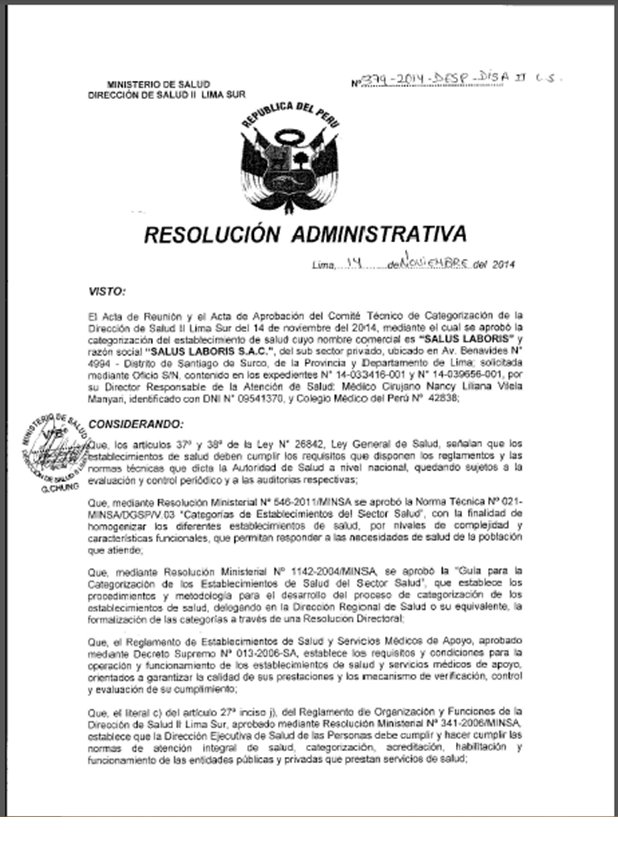 MINISTERIO DE SALUD
DIRECCIÓN DE SALUD II LIMA SUR
Nº 379-2014-DESP-DISA II L.S.
REPUBLICA DEL PERU
RESOLUCIÓN ADMINISTRATIVA
Lima, 14 de NOVIEMBRE del 2014
VISTO:
El Acta de Reunión y el Acta de Aprobación del Comité Técnico de Categorización de la
Dirección de Salud II Lima Sur del 14 de noviembre del 2014, mediante el cual se aprobó la
categorización del establecimiento de salud cuyo nombre comercial es "SALUS LABORIS" y
razón social "SALUS LABORIS S.A.C.", del sub sector privado, ubicado en Av. Benavides N°
4994 - Distrito de Santiago de Surco, de la Provincia y Departamento de Lima; solicitada
mediante Oficio S/N, contenido en los expedientes N° 14-033416-001 y N° 14-039656-001, por
su Director Responsable de la Atención de Salud: Médico Cirujano Nancy Liliana Vilela
Manyari, identificado con DNI N° 09541370, y Colegio Médico del Perú N° 42838;
CONSIDERANDO:
Que, los artículos 37º y 38º de la Ley N° 26842, Ley General de Salud, señalan que los
establecimientos de salud deben cumplir los requisitos que disponen los reglamentos y las
normas técnicas que dicta la Autoridad de Salud a nivel nacional, quedando sujetos a la
evaluación y control periódico y a las auditorias respectivas;
MINISTERIO DE SALUD
V°B°
G.CHUNG
Que, mediante Resolución Ministerial Nº 546-2011/MINSA se aprobó la Norma Técnica Nº 021-
MINSA/DGSP/V.03 "Categorías de Establecimientos del Sector Salud", con la finalidad de
homogenizar los diferentes establecimientos de salud, por niveles de complejidad y
características funcionales, que permitan responder a las necesidades de salud de la población
que atiende;
Que, mediante Resolución Ministerial Nº 1142-2004/MINSA, se aprobó la "Guía para la
Categorización de los Establecimientos de Salud del Sector Salud", que establece los
procedimientos y metodología para el desarrollo del proceso de categorización de los
establecimientos de salud, delegando en la Dirección Regional de Salud o su equivalente, la
formalización de las categorías a través de una Resolución Directoral;
Que, el Reglamento de Establecimientos de Salud y Servicios Médicos de Apoyo, aprobado
mediante Decreto Supremo Nº 013-2006-SA, establece los requisitos y condiciones para la
operación y funcionamiento de los establecimientos de salud y servicios médicos de apoyo,
orientados a garantizar la calidad de sus prestaciones y los mecanismo de verificación, control
y evaluación de su cumplimiento;
Que, el literal c) del artículo 27º inciso j), del Reglamento de Organización y Funciones de la
Dirección de Salud II Lima Sur, aprobado mediante Resolución Ministerial Nº 341-2006/MINSA,
establece que la Dirección Ejecutiva de Salud de las Personas debe cumplir y hacer cumplir las
normas de atención integral de salud, categorización, acreditación, habilitación y
funcionamiento de las entidades públicas y privadas que prestan servicios de salud;